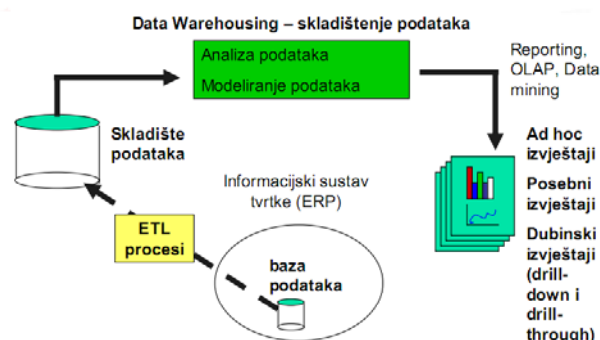 Data Warehousing – skladištenje podataka
Analiza podataka
Modeliranje podataka
Reporting,
OLAP, Data
mining
Skladište
podataka
Ad hoc
izvještaji
Posebni
izvještaji
Dubinski
izvještaji
(drill-
down i
drill-
through)
Informacijski sustav
tvrtke (ERP)
ETL
procesi
baza
podataka